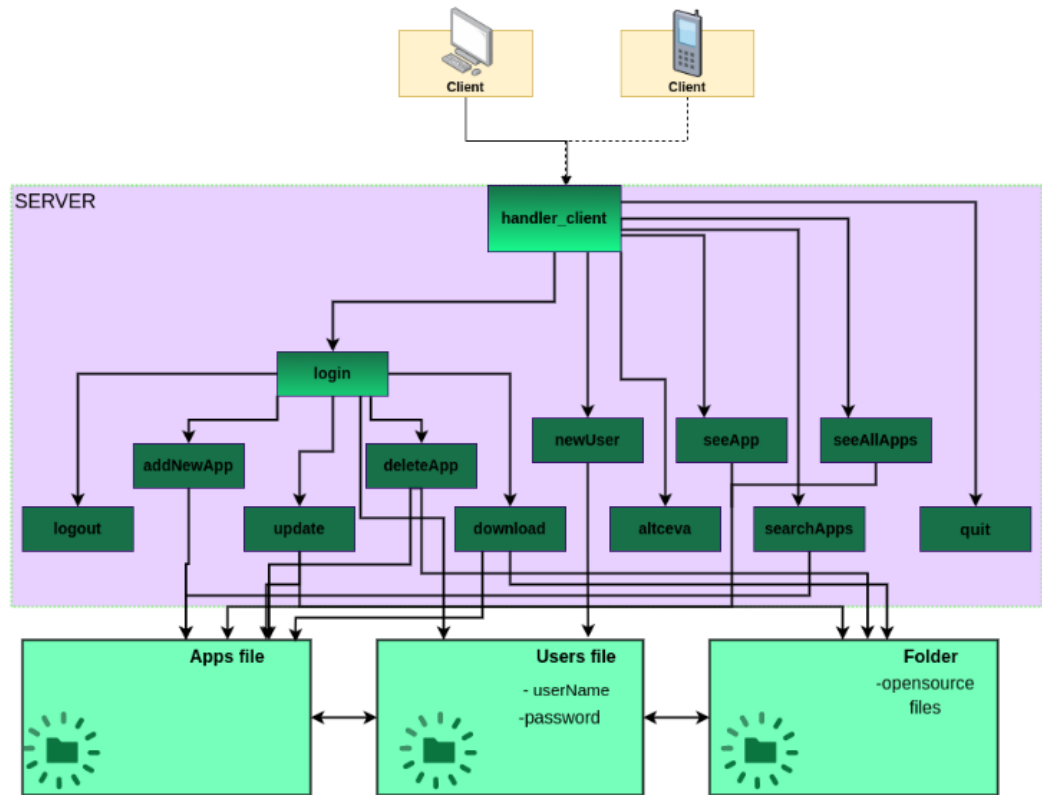 Client
Client
SERVER
handler_client
login
newUser
seeApp
seeAllApps
addNewApp
deleteApp
logout
update
download
altceva
searchApps
quit
Apps file
Users file
- userName
-password
Folder
-opensource
files